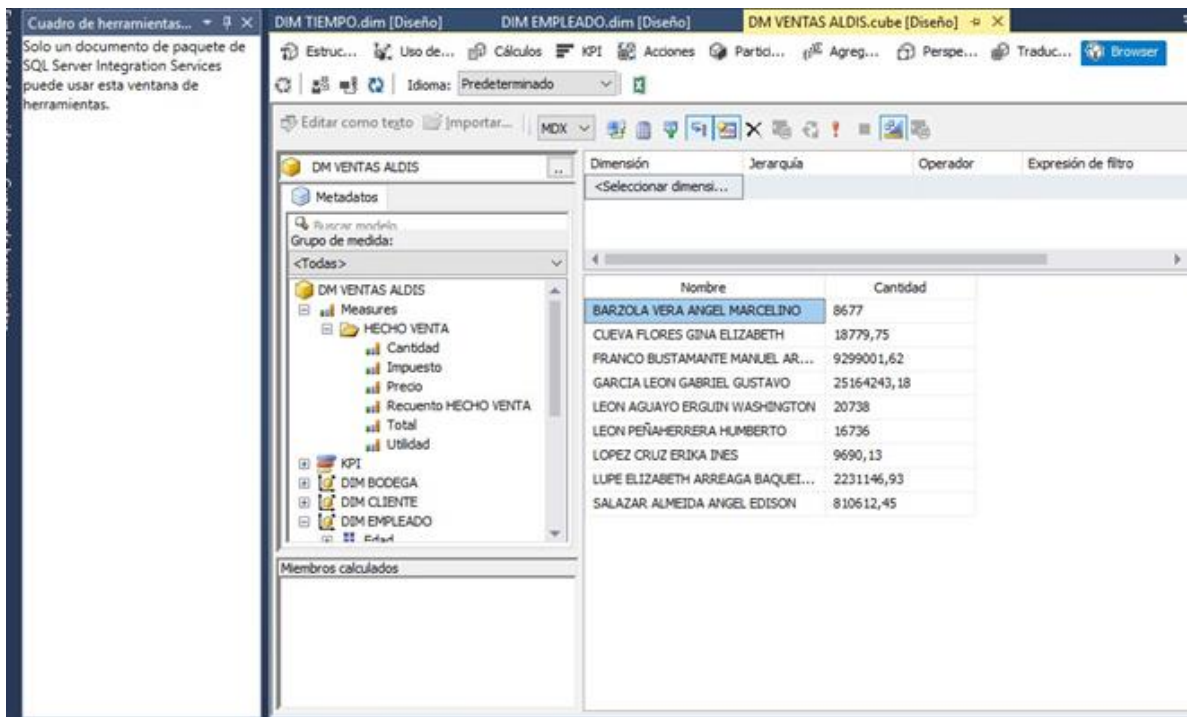 Cuadro de herramientas...
Solo un documento de paquete de
SQL Server Integration Services
puede usar esta ventana de
herramientas.
DIM TIEMPO.dim [Diseño]
DIM EMPLEADO.dim [Diseño]
DM VENTAS ALDIS.cube [Diseño]
Estruc... Uso de... Cálculos KPI Acciones Partici... Agreg... Perspe... Traduc... Browser
Idioma: Predeterminado
Editar como texto Importar... MDX
DM VENTAS ALDIS ..
Metadatos
Buscar modelo
Grupo de medida:
<Todas>
DM VENTAS ALDIS
Measures
HECHO VENTA
Cantidad
Impuesto
Precio
Recuento HECHO VENTA
Total
Utilidad
KPI
DIM BODEGA
DIM CLIENTE
DIM EMPLEADO
Edad
Miembros calculados
Dimensión Jerarquía Operador Expresión de filtro
<Seleccionar dimensi...
Nombre Cantidad
BARZOLA VERA ANGEL MARCELINO 8677
CUEVA FLORES GINA ELIZABETH 18779,75
FRANCO BUSTAMANTE MANUEL AR... 9299001,62
GARCIA LEON GABRIEL GUSTAVO 25164243,18
LEON AGUAYO ERGUIN WASHINGTON 20738
LEON PEÑAHERRERA HUMBERTO 16736
LOPEZ CRUZ ERIKA INES 9690,13
LUPE ELIZABETH ARREAGA BAQUEI... 2231146,93
SALAZAR ALMEIDA ANGEL EDISON 810612,45